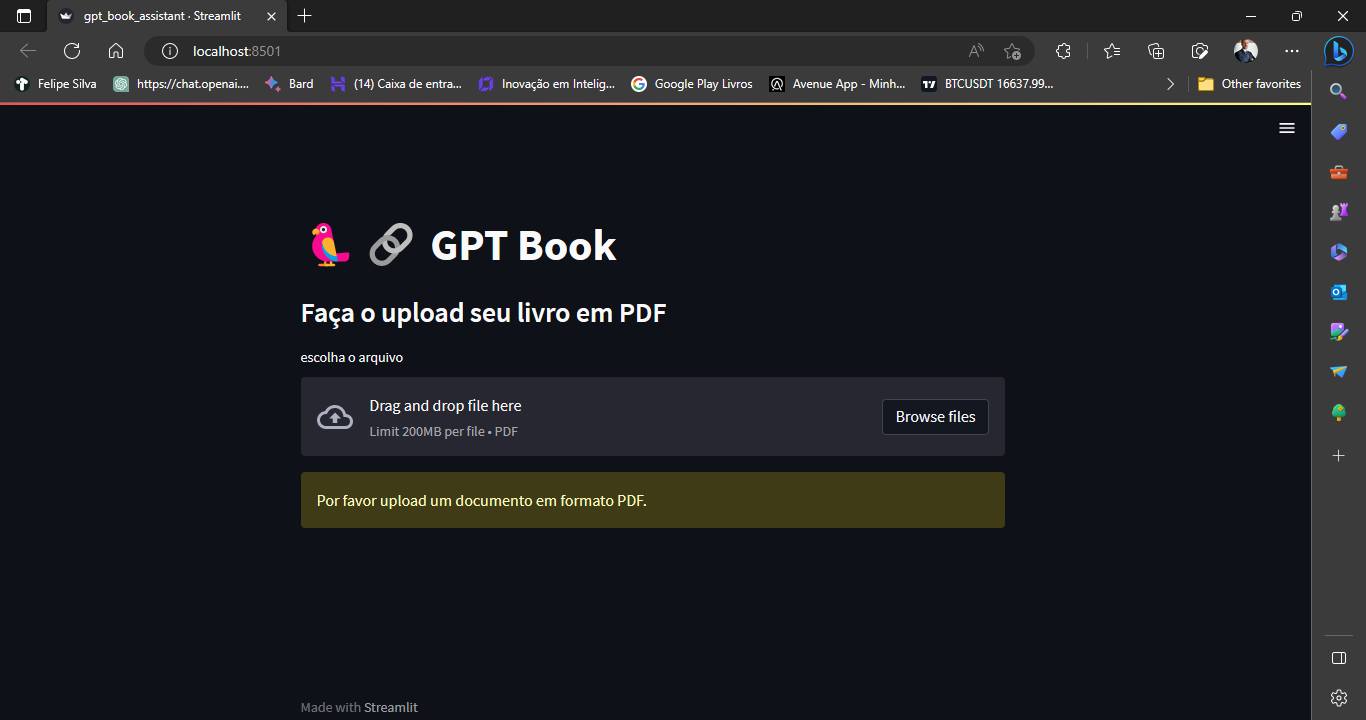 gpt_book_assistant · Streamlit
localhost:8501
Felipe Silva
https://chat.openai....
Bard
(14) Caixa de entra...
Inovação em Intelig...
Google Play Livros
Avenue App - Minh...
BTCUSDT 16637.99...
Other favorites
GPT Book
Faça o upload seu livro em PDF
escolha o arquivo
Drag and drop file here
Limit 200MB per file • PDF
Browse files
Por favor upload um documento em formato PDF.
Made with Streamlit